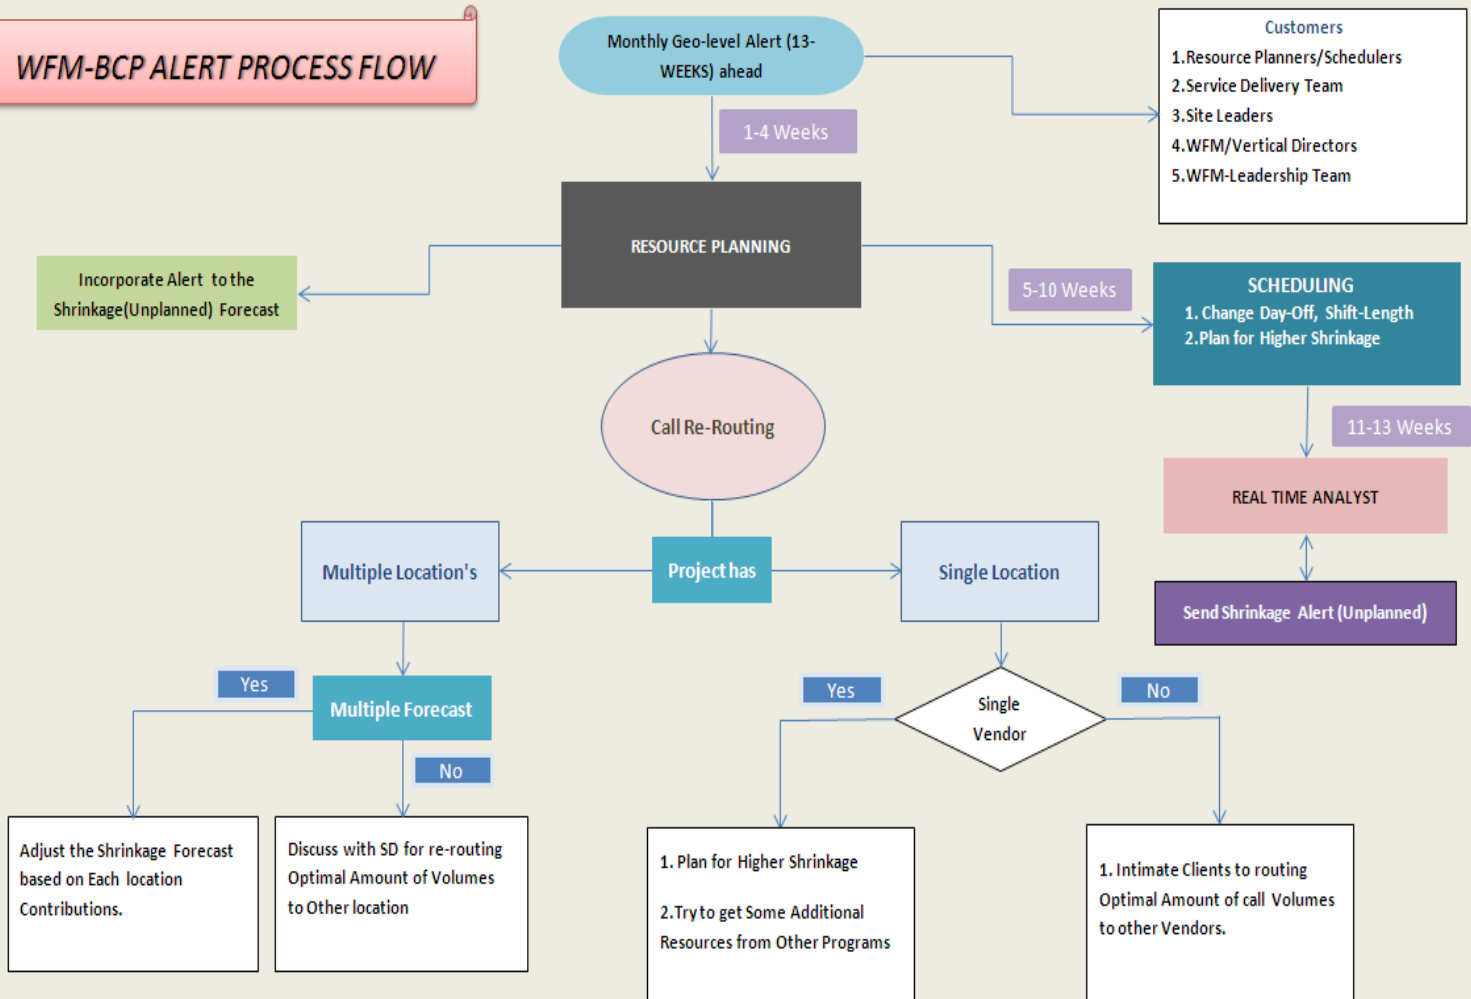 WFM-BCP ALERT PROCESS FLOW
Monthly Geo-level Alert (13-
WEEKS) ahead
Customers
1.Resource Planners/Schedulers
2.Service Delivery Team
3.Site Leaders
4.WFM/Vertical Directors
5.WFM-Leadership Team
1-4 Weeks
RESOURCE PLANNING
Incorporate Alert to the
Shrinkage(Unplanned) Forecast
5-10 Weeks
SCHEDULING
1. Change Day-Off, Shift-Length
2.Plan for Higher Shrinkage
Call Re-Routing
11-13 Weeks
REAL TIME ANALYST
Multiple Location's
Project has
Single Location
Send Shrinkage Alert (Unplanned)
Yes
Multiple Forecast
No
Yes
Single
Vendor
No
Adjust the Shrinkage Forecast
based on Each location
Contributions.
Discuss with SD for re-routing
Optimal Amount of Volumes
to Other location
1. Plan for Higher Shrinkage
2.Try to get Some Additional
Resources from Other Programs
1. Intimate Clients to routing
Optimal Amount of call Volumes
to other Vendors.